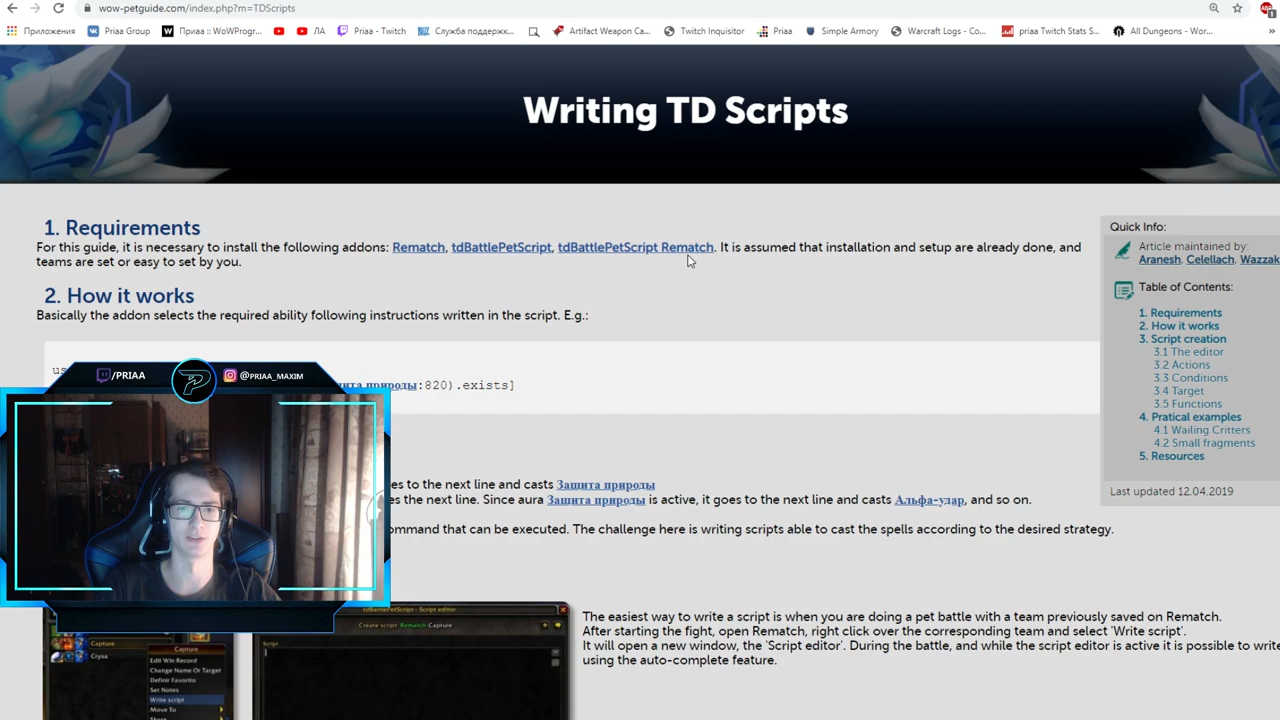 wow-petguide.com/index.php?m=TDScripts
Приложения Priaa Group Приаа :: WoWProgr... ЛА Priaa - Twitch Служба поддержк... Artifact Weapon Ca... Twitch Inquisitor Priaa Simple Armory Warcraft Logs - Co... priaa Twitch Stats S... All Dungeons - Wor... »
Writing TD Scripts
1. Requirements
For this guide, it is necessary to install the following addons: Rematch, tdBattlePetScript, tdBattlePetScript Rematch. It is assumed that installation and setup are already done, and
teams are set or easy to set by you.
2. How it works
Basically the addon selects the required ability following instructions written in the script. E.g.:
us
щита природы:820).exists]
Quick Info:
Article maintained by:
Aranesh, Celellach, Wazzak
Table of Contents:
1. Requirements
2. How it works
3. Script creation
3.1 The editor
3.2 Actions
3.3 Conditions
3.4 Target
3.5 Functions
4. Pratical examples
4.1 Wailing Critters
4.2 Small fragments
5. Resources
Last updated 12.04.2019
/PRIAA
@PRIAA_MAXIM
es to the next line and casts Защита природы
es the next line. Since aura Защита природы is active, it goes to the next line and casts Альфа-удар, and so on.
ommand that can be executed. The challenge here is writing scripts able to cast the spells according to the desired strategy.
Capture
Crysa
Capture
Edit Win Record
Change Name Or Target
Definir Favorito
Set Notes
Write script
Move To
tdBattlePetScript - Script editor
Create script: Rematch-Capture
Script
The easiest way to write a script is when you are doing a pet battle with a team previously saved on Rematch.
After starting the fight, open Rematch, right click over the corresponding team and select 'Write script'.
It will open a new window, the 'Script editor'. During the battle, and while the script editor is active it is possible to write
using the auto-complete feature.